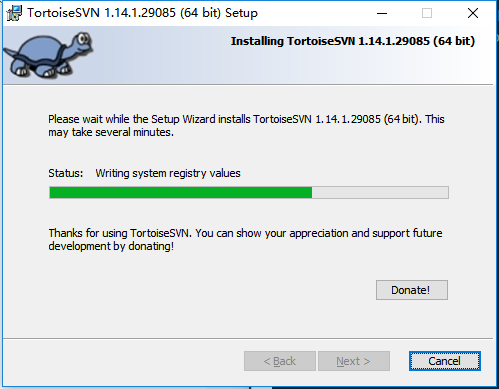 TortoiseSVN 1.14.1.29085 (64 bit) Setup
Installing TortoiseSVN 1.14.1.29085 (64 bit)
Please wait while the Setup Wizard installs TortoiseSVN 1.14.1.29085 (64 bit). This
may take several minutes.
Status: Writing system registry values
Thanks for using TortoiseSVN. You can show your appreciation and support future
development by donating!
Donate!
< Back Next > Cancel